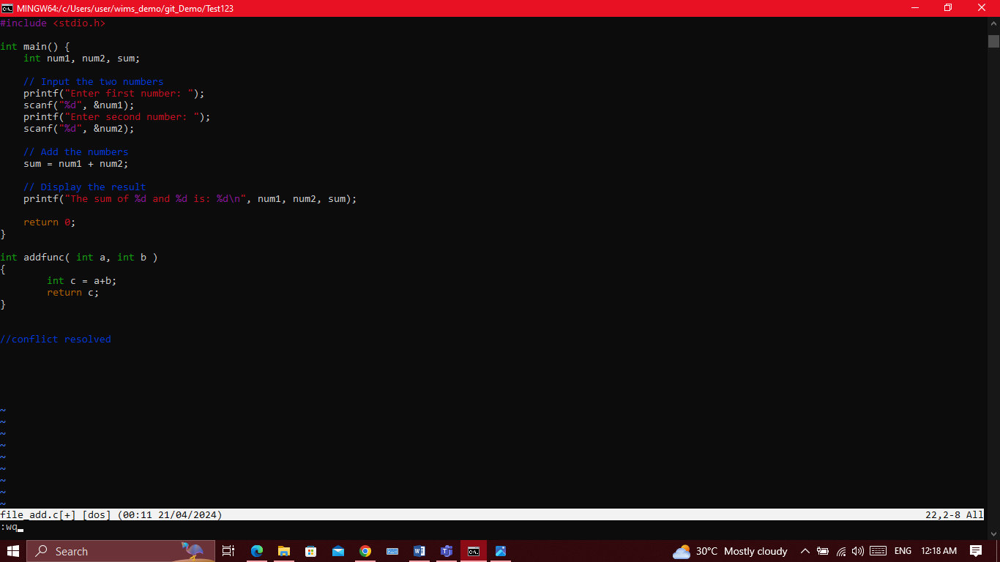 MINGW64:/c/Users/user/wims_demo/git_Demo/Test123
#include <stdio.h>
int main() {
    int num1, num2, sum;
    // Input the two numbers
    printf("Enter first number: ");
    scanf("%d", &num1);
    printf("Enter second number: ");
    scanf("%d", &num2);
    // Add the numbers
    sum = num1 + num2;
    // Display the result
    printf("The sum of %d and %d is: %d\n", num1, num2, sum);
    return 0;
}
int addfunc( int a, int b )
{
        int c = a+b;
        return c;
}
//conflict resolved
~
~
~
~
~
~
~
~
~
file_add.c[+] [dos] (00:11 21/04/2024) 22,2-8 All
:wq
Search 30°C Mostly cloudy ENG 12:18 AM